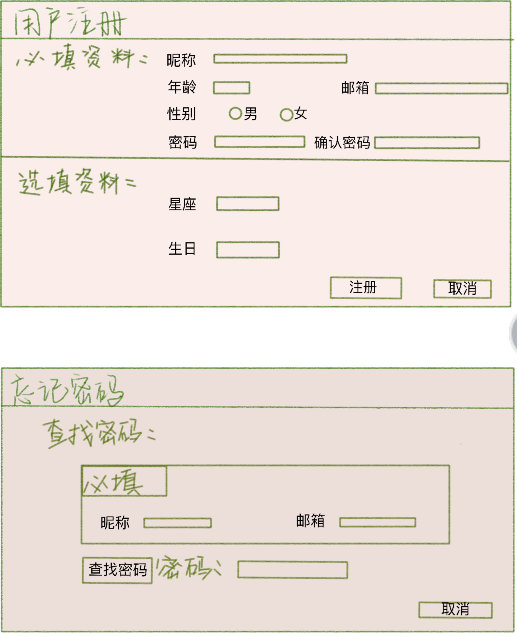 用户注册
必填资料：
昵称
年龄 邮箱
性别 男 女
密码 确认密码
选填资料：
星座
生日
注册 取消
忘记密码
查找密码：
必填
昵称 邮箱
查找密码 密码：
取消